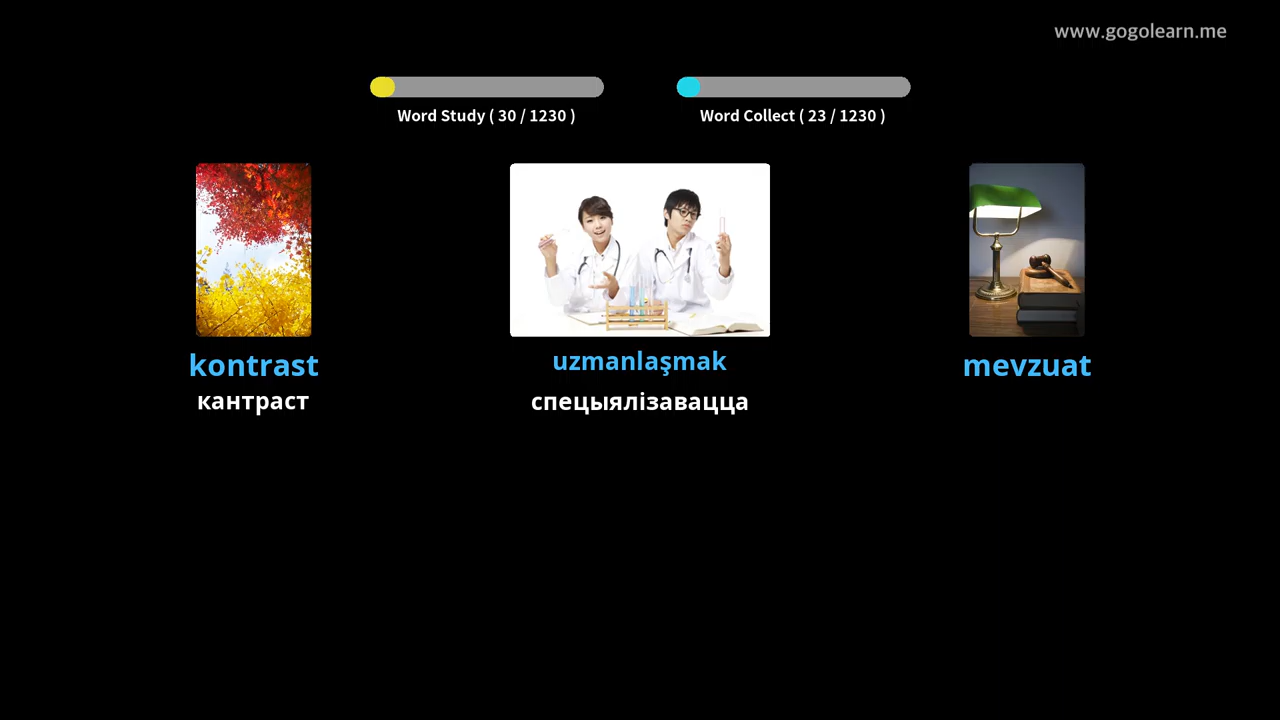 www.gogolearn.me
Word Study ( 30 / 1230 )
Word Collect ( 23 / 1230 )
kontrast
кантраст
uzmanlaşmak
спецыялізавацца
mevzuat